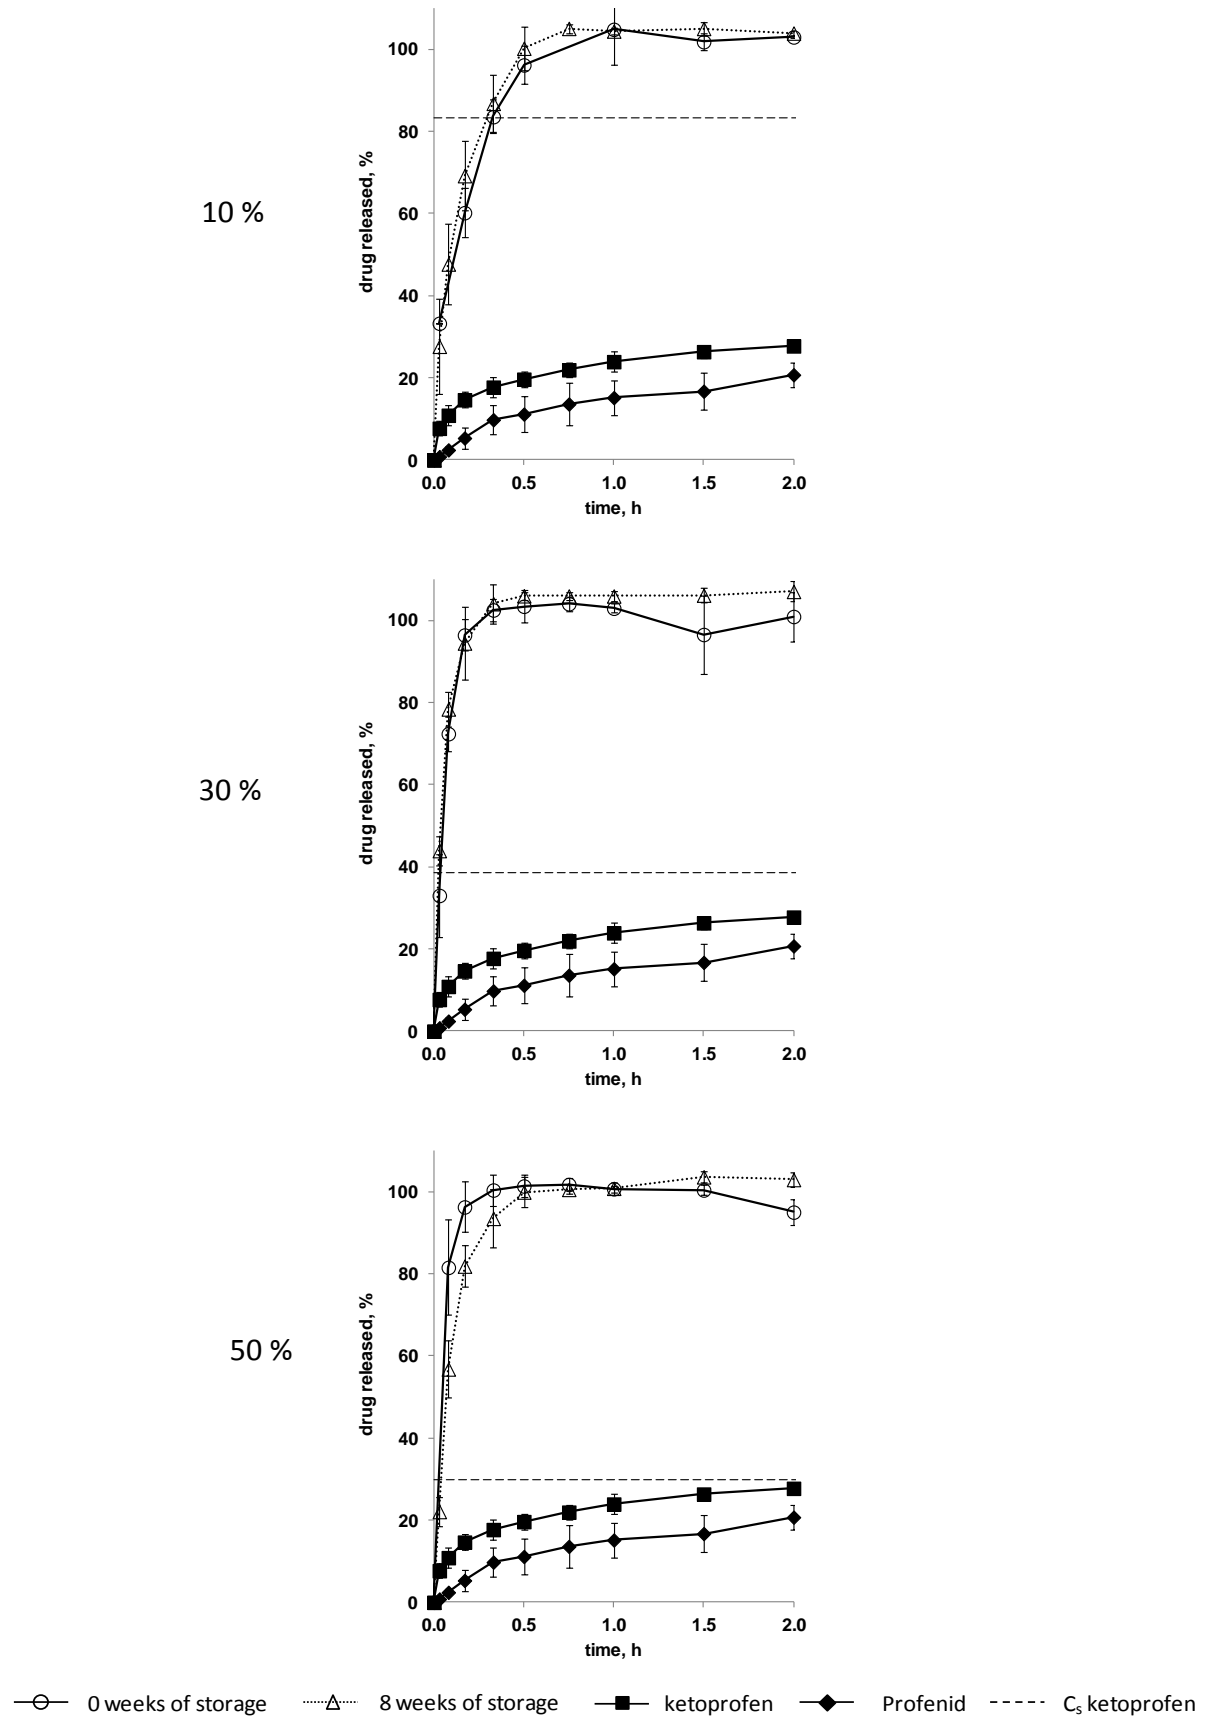 100
80
60
40
20
0
drug released, %
10 %
0.0 0.5 1.0 1.5 2.0
time, h
100
80
60
40
20
0
drug released, %
30 %
0.0 0.5 1.0 1.5 2.0
time, h
100
80
60
40
20
0
drug released, %
50 %
0.0 0.5 1.0 1.5 2.0
time, h
0 weeks of storage 8 weeks of storage ketoprofen Profenid Cs ketoprofen